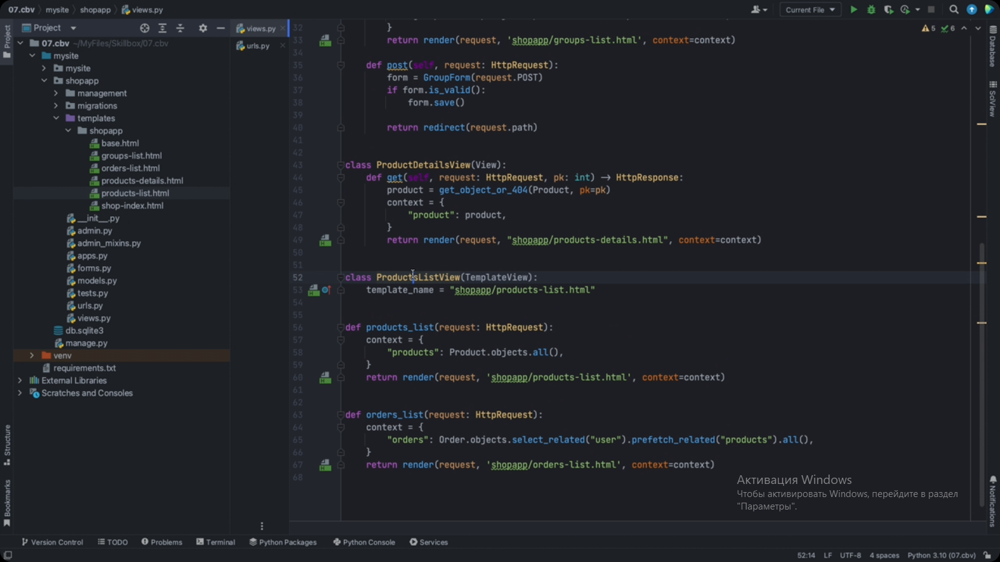 07.cbv mysite shopapp views.py
Current File
Project
views.py
urls.py
07.cbv ~/MyFiles/Skillbox/07.cbv
mysite
mysite
shopapp
management
migrations
templates
shopapp
base.html
groups-list.html
orders-list.html
products-details.html
products-list.html
shop-index.html
__init__.py
admin.py
admin_mixins.py
apps.py
forms.py
models.py
tests.py
urls.py
views.py
db.sqlite3
manage.py
venv
requirements.txt
External Libraries
Scratches and Consoles
Project
Structure
Bookmarks
5 6
32 }
33 return render(request, 'shopapp/groups-list.html', context=context)
34
35 def post(self, request: HttpRequest):
36 form = GroupForm(request.POST)
37 if form.is_valid():
38 form.save()
39
40 return redirect(request.path)
41
42
43 class ProductDetailsView(View):
44 def get(self, request: HttpRequest, pk: int) -> HttpResponse:
45 product = get_object_or_404(Product, pk=pk)
46 context = {
47 "product": product,
48 }
49 return render(request, "shopapp/products-details.html", context=context)
50
51
52 class ProductsListView(TemplateView):
53 template_name = "shopapp/products-list.html"
54
55
56 def products_list(request: HttpRequest):
57 context = {
58 "products": Product.objects.all(),
59 }
60 return render(request, 'shopapp/products-list.html', context=context)
61
62
63 def orders_list(request: HttpRequest):
64 context = {
65 "orders": Order.objects.select_related("user").prefetch_related("products").all(),
66 }
67 return render(request, 'shopapp/orders-list.html', context=context)
68
Database
SciView
Notifications
Активация Windows
Чтобы активировать Windows, перейдите в раздел
"Параметры".
Version Control TODO Problems Terminal Python Packages Python Console Services
52:14 LF UTF-8 4 spaces Python 3.10 (07.cbv)